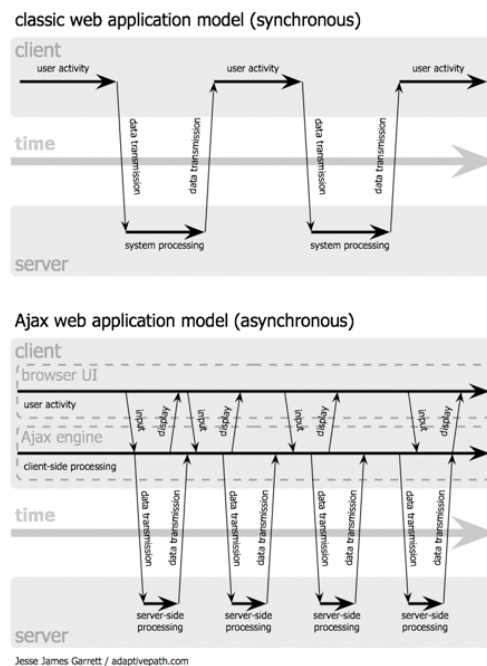 classic web application model (synchronous)
client
user activity
user activity
user activity
data transmission
data transmission
data transmission
data transmission
time
system processing
system processing
server
Ajax web application model (asynchronous)
client
browser UI
user activity
input
display
input
display
input
display
input
display
Ajax engine
client-side processing
data transmission
data transmission
data transmission
data transmission
data transmission
data transmission
data transmission
data transmission
time
server-side
processing
server-side
processing
server-side
processing
server-side
processing
server
Jesse James Garrett / adaptivepath.com